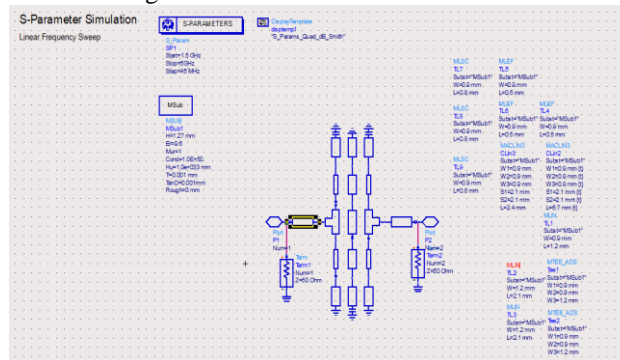 S-Parameter Simulation
Linear Frequency Sweep
S-PARAMETERS
S_Param
SP1
Start=1.5 GHz
Stop=5GHz
Step=45 MHz
DisplayTemplate
disptemp1
"S_Params_Quad_dB_Smith"
MSub
MSUB
MSub1
H=1.27 mm
Er=9.6
Mur=1
Cond=1.0E+50
Hu=1.0e+033 mm
T=0.001 mm
TanD=0.001mm
Rough=0 mm
Port
P1
Num=1
Term
Term1
Num=1
Z=50 Ohm
Port
P2
Num=2
Term2
Num=2
Z=50 Ohm
MLSC
TL7
Subst="MSub1"
W=0.9 mm
L=0.8 mm
MLEF
TL5
Subst="MSub1"
W=0.9 mm
L=0.5 mm
MLSC
TL8
Subst="MSub1"
W=0.9 mm
L=0.8 mm
MLEF
TL6
Subst="MSub1"
W=0.9 mm
L=0.5 mm
MLEF
TL4
Subst="MSub1"
W=0.9 mm
L=0.5 mm
MLSC
TL9
Subst="MSub1"
W=0.9 mm
L=0.8 mm
MACLIN3
CLin3
Subst="MSub1"
W1=0.9 mm
W2=0.9 mm
W3=0.9 mm
S1=2.1 mm
S2=2.1 mm
L=2.4 mm
MACLIN3
CLin2
Subst="MSub1"
W1=0.9 mm {t}
W2=0.9 mm {t}
W3=0.9 mm {t}
S1=2.1 mm {t}
S2=2.1 mm {t}
L=6.7 mm {t}
MLIN
TL1
Subst="MSub1"
W=0.9 mm
L=1.2 mm
MLIN
TL2
Subst="MSub1"
W=1.2 mm
L=2.1 mm
MTEE_ADS
Tee1
Subst="MSub1"
W1=0.9 mm
W2=0.9 mm
W3=1.2 mm
MLIN
TL3
Subst="MSub1"
W=1.2 mm
L=2.1 mm
MTEE_ADS
Tee2
Subst="MSub1"
W1=0.9 mm
W2=0.9 mm
W3=1.2 mm